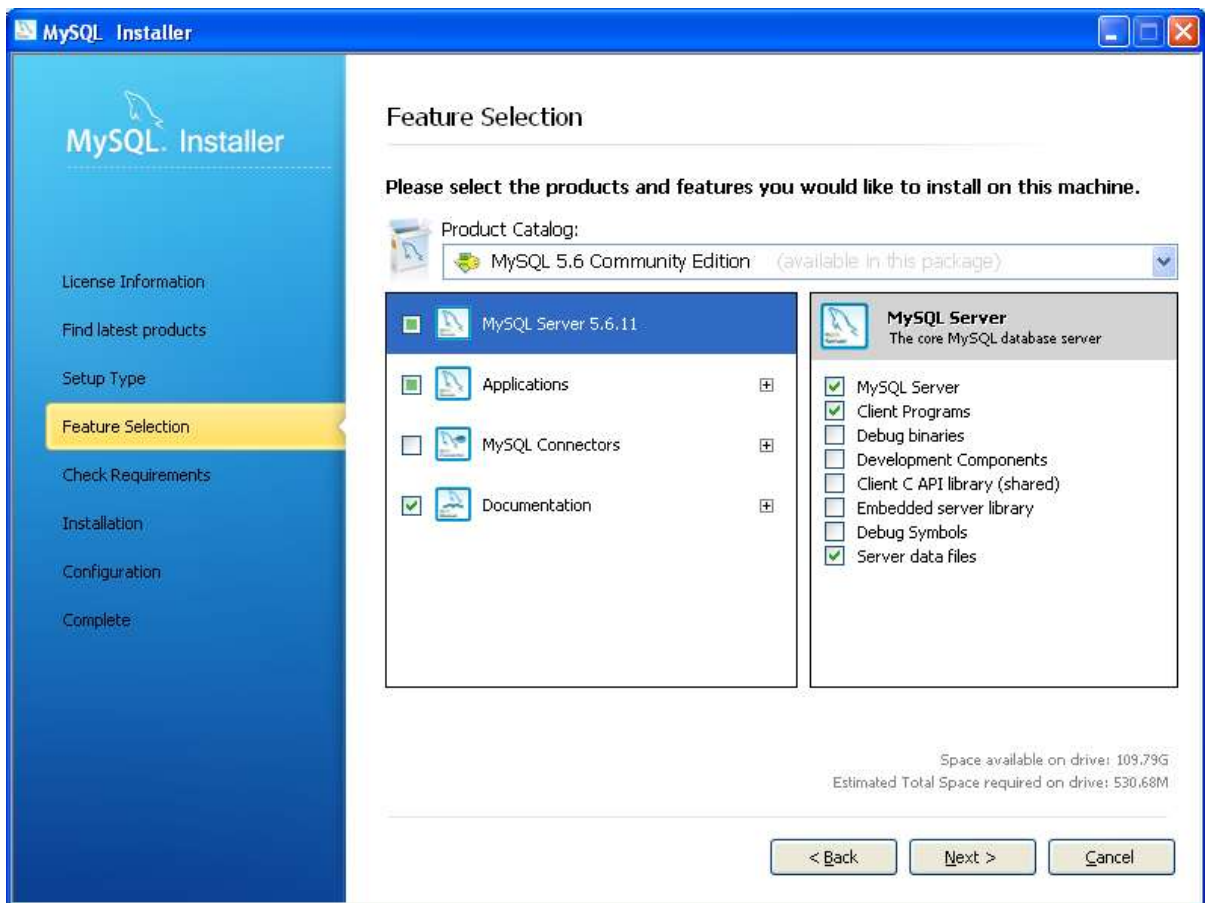 MySQL Installer
MySQL. Installer
License Information
Find latest products
Setup Type
Feature Selection
Check Requirements
Installation
Configuration
Complete
Feature Selection
Please select the products and features you would like to install on this machine.
Product Catalog:
MySQL 5.6 Community Edition (available in this package)
MySQL Server 5.6.11
Applications
MySQL Connectors
Documentation
MySQL Server
The core MySQL database server
MySQL Server
Client Programs
Debug binaries
Development Components
Client C API library (shared)
Embedded server library
Debug Symbols
Server data files
Space available on drive: 109.79G
Estimated Total Space required on drive: 530.68M
< Back
Next >
Cancel